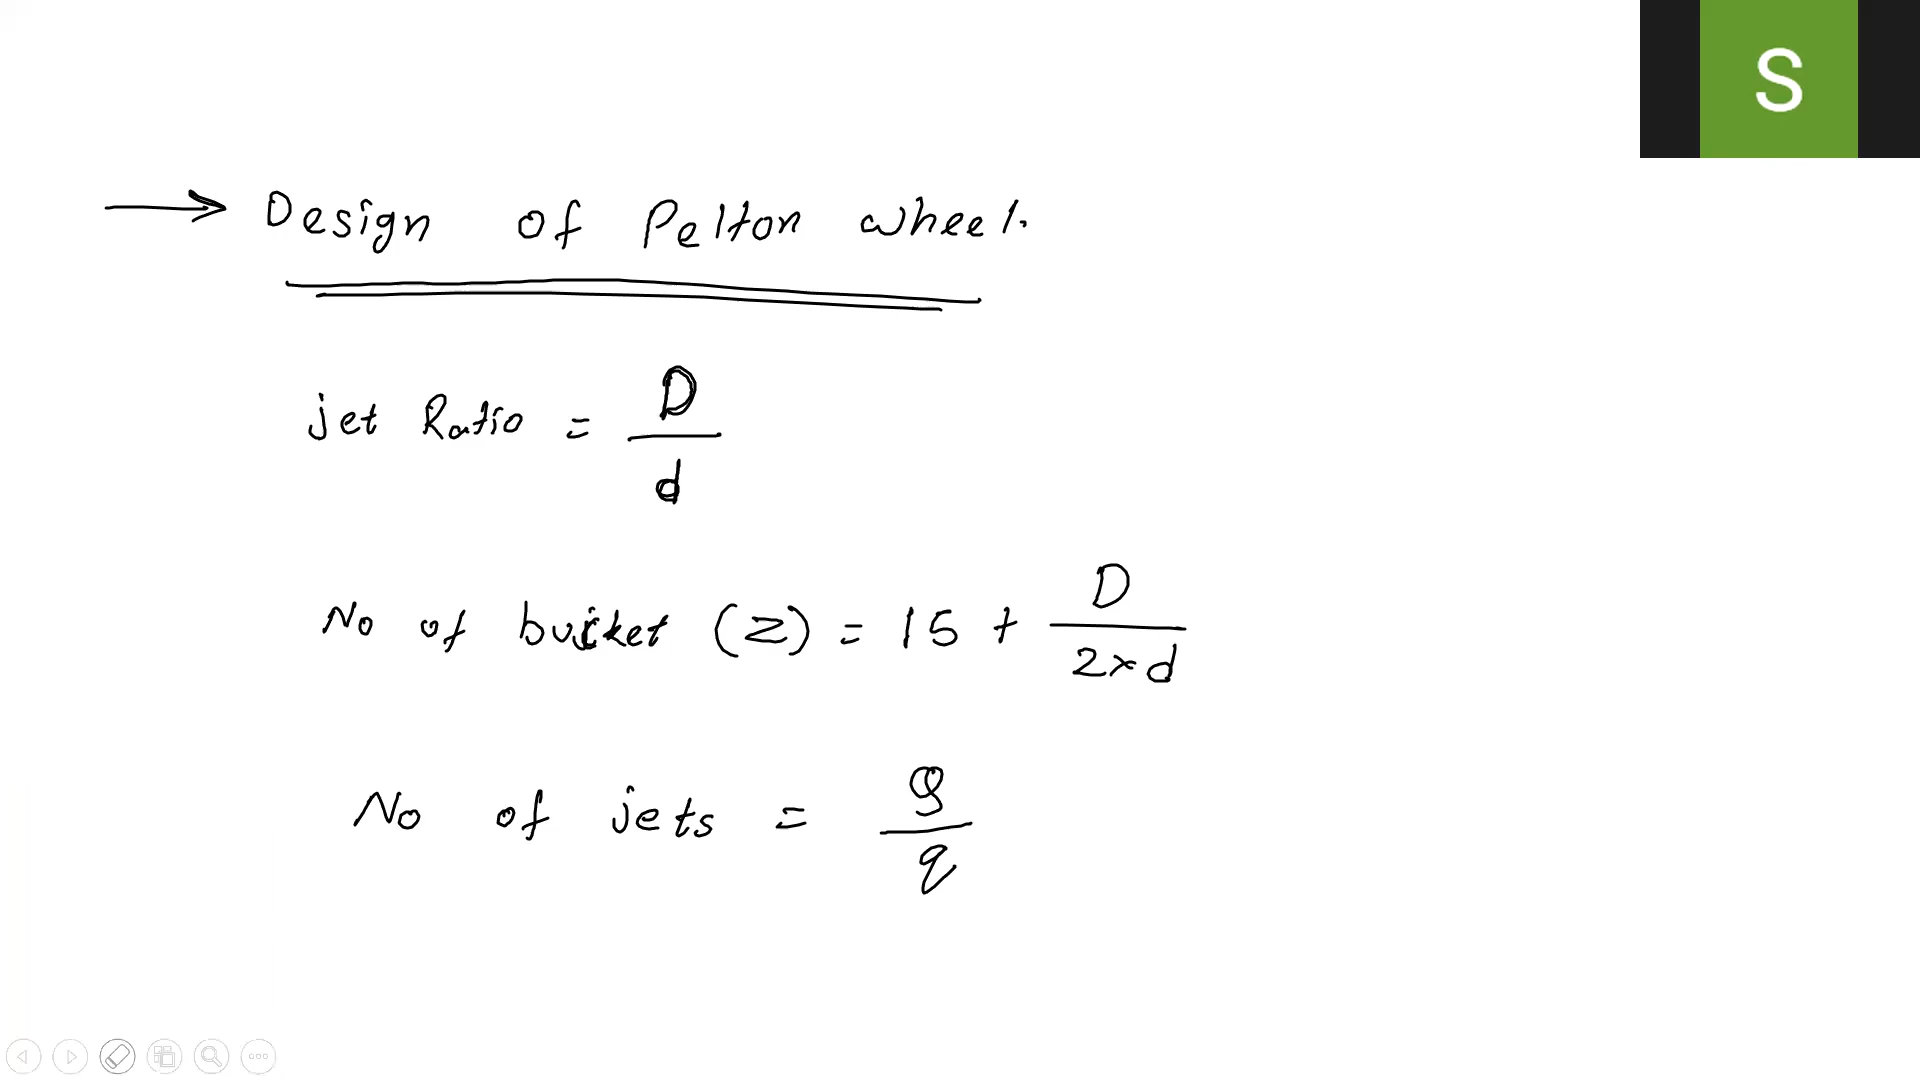 S
→ Design of Pelton wheel.
jet Ratio = D/d
No of bucket (Z) = 15 + D/2×d
No of jets = Q/q